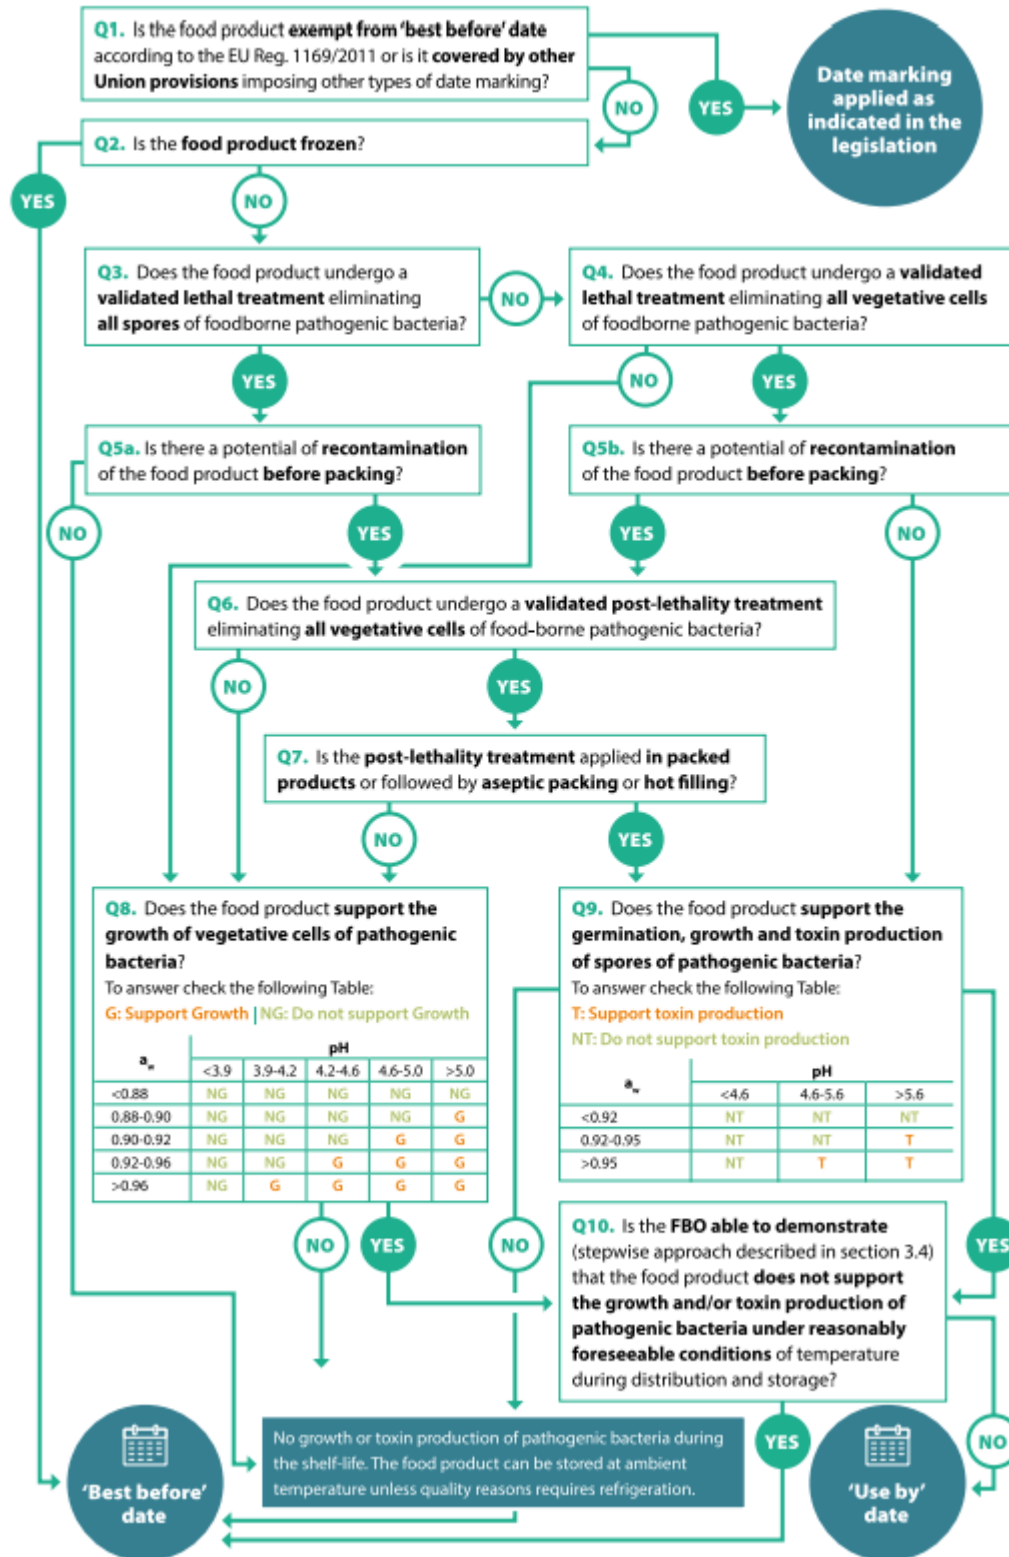 Q1. Is the food product exempt from 'best before' date
according to the EU Reg. 1169/2011 or is it covered by other
Union provisions imposing other types of date marking?
NO
YES
Date marking
applied as
indicated in the
legislation
Q2. Is the food product frozen?
YES
NO
Q3. Does the food product undergo a
validated lethal treatment eliminating
all spores of foodborne pathogenic bacteria?
NO
Q4. Does the food product undergo a validated
lethal treatment eliminating all vegetative cells
of foodborne pathogenic bacteria?
YES
NO
YES
Q5a. Is there a potential of recontamination
of the food product before packing?
Q5b. Is there a potential of recontamination
of the food product before packing?
NO
YES
YES
NO
Q6. Does the food product undergo a validated post-lethality treatment
eliminating all vegetative cells of food-borne pathogenic bacteria?
NO
YES
Q7. Is the post-lethality treatment applied in packed
products or followed by aseptic packing or hot filling?
NO
YES
Q8. Does the food product support the
growth of vegetative cells of pathogenic
bacteria?
To answer check the following Table:
G: Support Growth | NG: Do not support Growth
aw pH
<3.9 3.9-4.2 4.2-4.6 4.6-5.0 >5.0
<0.88 NG NG NG NG NG
0.88-0.90 NG NG NG NG G
0.90-0.92 NG NG NG G G
0.92-0.96 NG NG G G G
>0.96 NG G G G G
Q9. Does the food product support the
germination, growth and toxin production
of spores of pathogenic bacteria?
To answer check the following Table:
T: Support toxin production
NT: Do not support toxin production
aw pH
<4.6 4.6-5.6 >5.6
<0.92 NT NT NT
0.92-0.95 NT NT T
>0.95 NT T T
NO
YES
NO
YES
Q10. Is the FBO able to demonstrate
(stepwise approach described in section 3.4)
that the food product does not support
the growth and/or toxin production of
pathogenic bacteria under reasonably
foreseeable conditions of temperature
during distribution and storage?
'Best before'
date
No growth or toxin production of pathogenic bacteria during
the shelf-life. The food product can be stored at ambient
temperature unless quality reasons requires refrigeration.
YES
'Use by'
date
NO